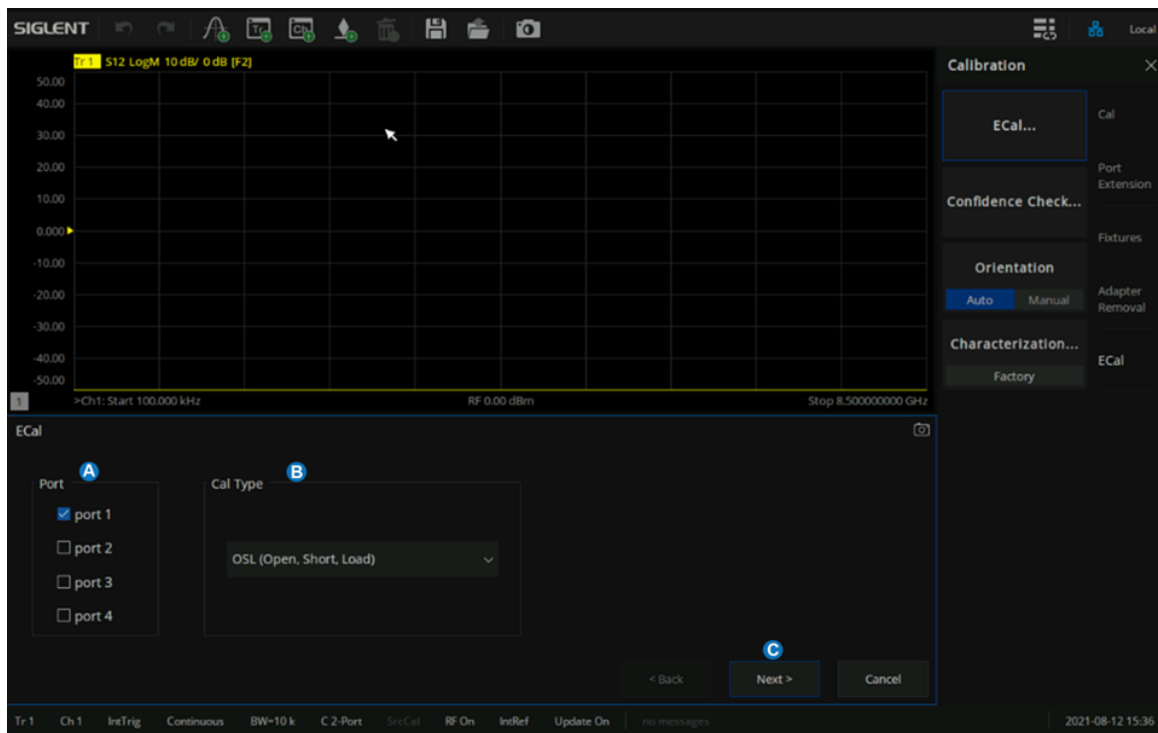 SIGLENT
Tr
Ch
Local
Tr 1 S12 LogM 10 dB/ 0 dB [F2]
50.00
40.00
30.00
20.00
10.00
0.000
-10.00
-20.00
-30.00
-40.00
-50.00
1 >Ch1: Start 100.000 kHz RF 0.00 dBm Stop 8.500000000 GHz
Calibration
ECal...
Confidence Check...
Orientation
Auto Manual
Characterization...
Factory
Cal
Port
Extension
Fixtures
Adapter
Removal
ECal
ECal
A
Port
port 1
port 2
port 3
port 4
B
Cal Type
OSL (Open, Short, Load)
C
< Back Next > Cancel
Tr 1 Ch 1 IntTrig Continuous BW=10 k C 2-Port SrcCal RF On IntRef Update On no messages 2021-08-12 15:36